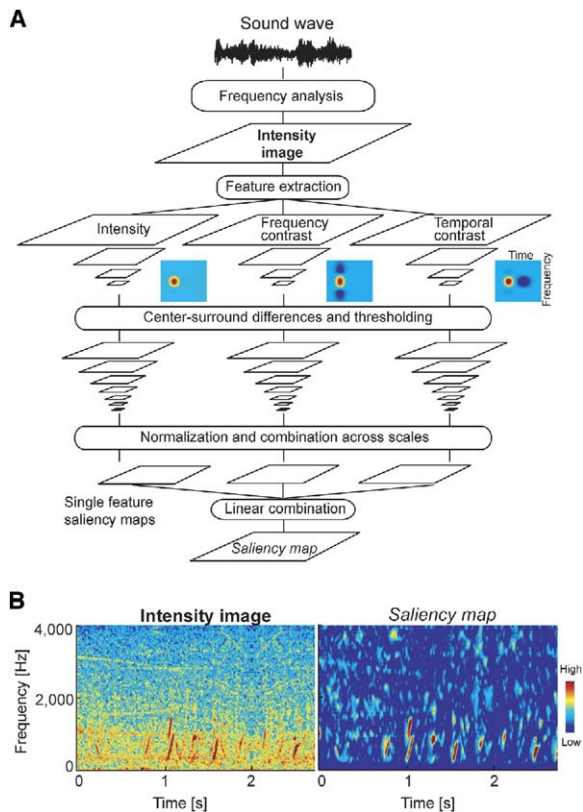 A
Sound wave
Frequency analysis
Intensity
image
Feature extraction
Intensity
Frequency
contrast
Temporal
contrast
Time
Frequency
Center-surround differences and thresholding
Normalization and combination across scales
Single feature
saliency maps
Linear combination
Saliency map
B
Intensity image
Saliency map
4,000
2,000
0
Frequency [Hz]
High
Low
0 1 2
0 1 2
Time [s]
Time [s]